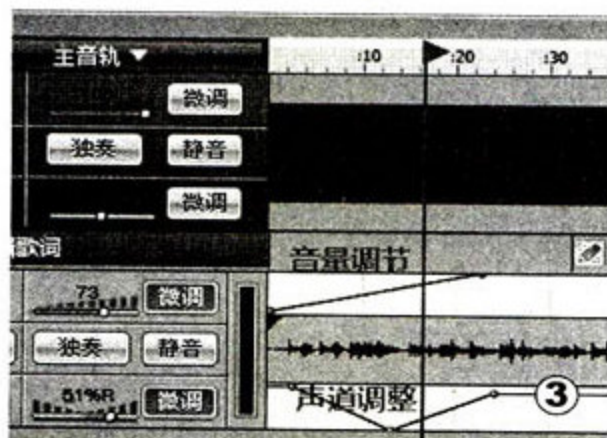 主音轨 :10 :20 :30
微调
独奏 静音
微调
歌词 音量调节
73 微调
独奏 静音
51%R 微调 声道调整 3